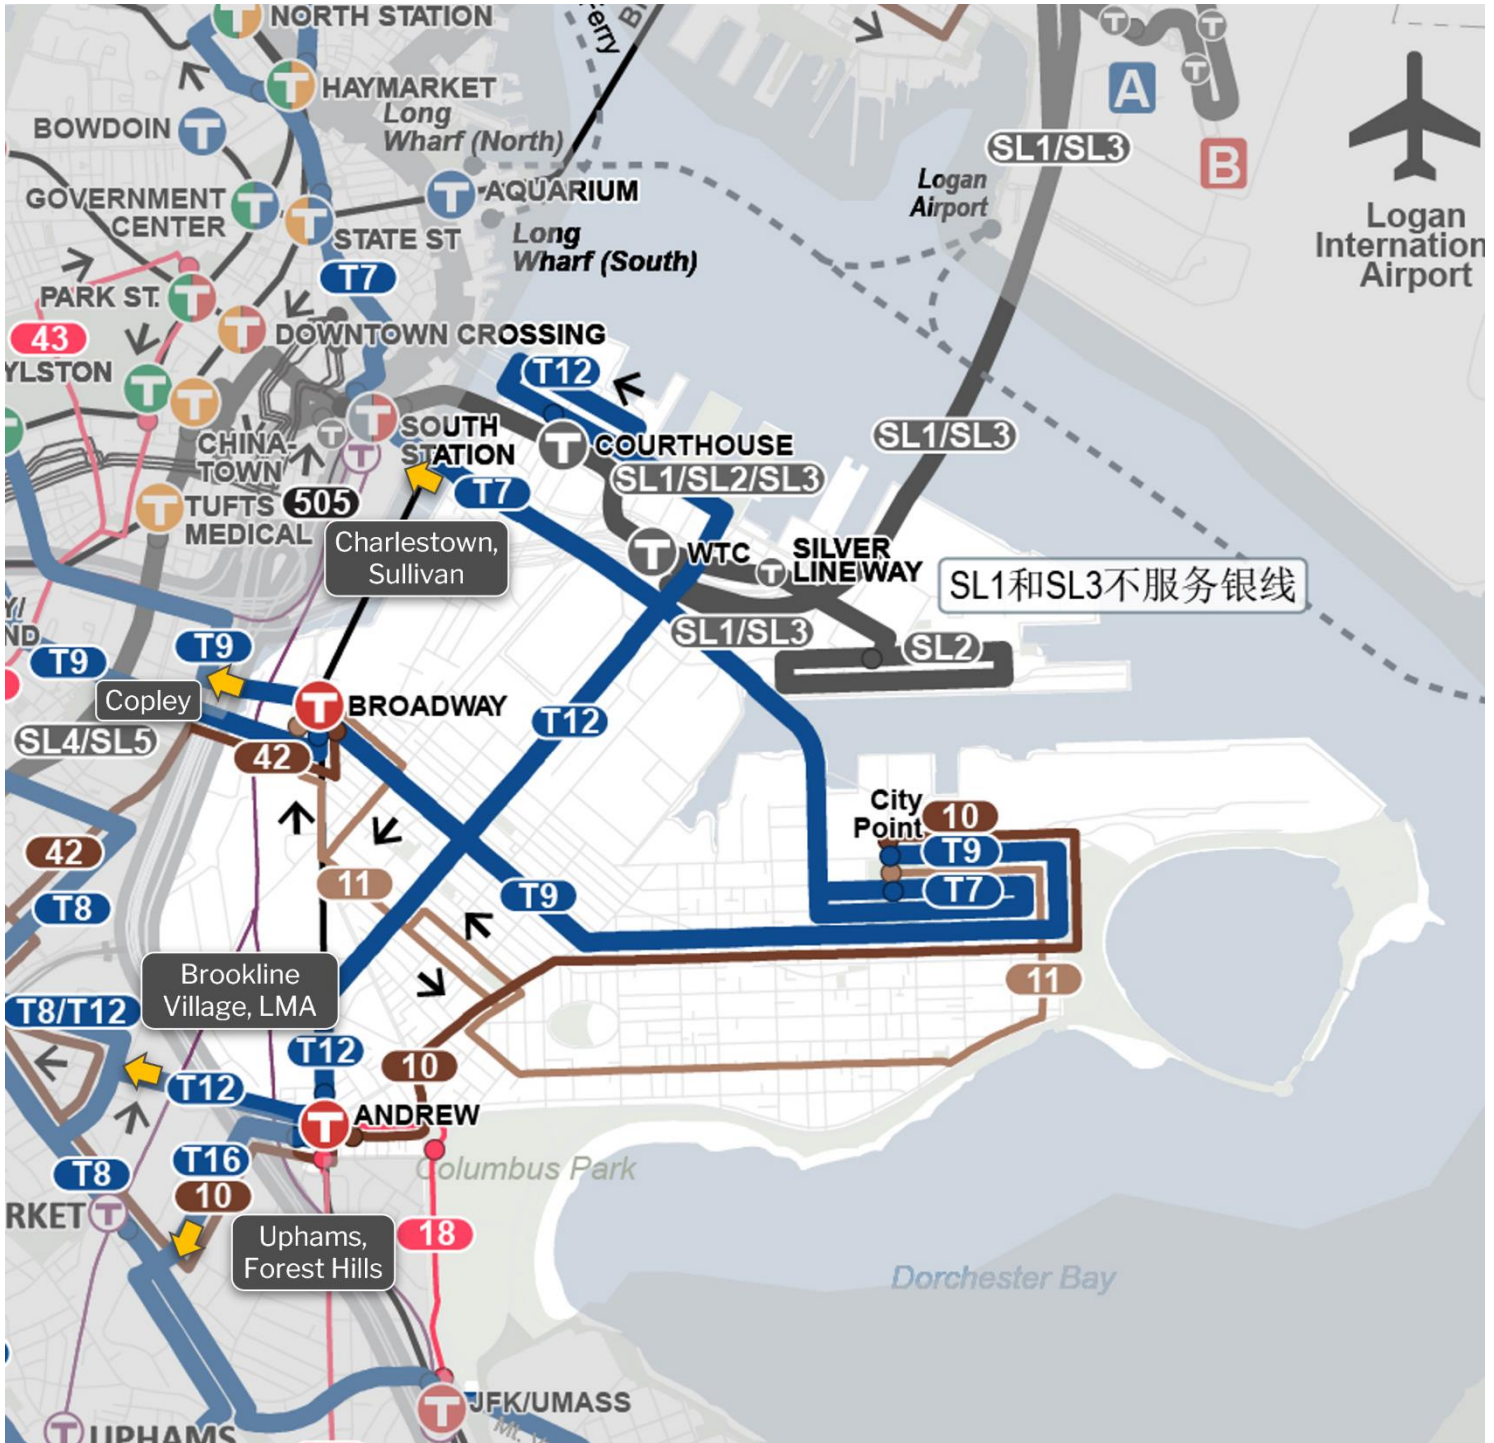 NORTH STATION
Ferry
HAYMARKET
Long
Wharf (North)
BOWDOIN
A
B
SL1/SL3
GOVERNMENT
CENTER
AQUARIUM
STATE ST
Long
Wharf (South)
Logan
Airport
Logan
Internation
Airport
T7
PARK ST.
43
DOWNTOWN CROSSING
YLSTON
T12
CHINA-
TOWN
SOUTH
STATION
COURTHOUSE
SL1/SL3
SL1/SL2/SL3
T7
TUFTS
MEDICAL
505
Charlestown,
Sullivan
WTC
SILVER
LINE WAY
SL1和SL3不服务银线
SL1/SL3
SL2
Y/
ND
T9
T9
Copley
BROADWAY
T12
SL4/SL5
42
City
Point
10
T9
T7
42
11
T9
T8
Brookline
Village, LMA
11
T8/T12
T12
10
T12
ANDREW
T16
T8
10
Columbus Park
RKET
Uphams,
Forest Hills
18
Dorchester Bay
JFK/UMASS
UPHAMS